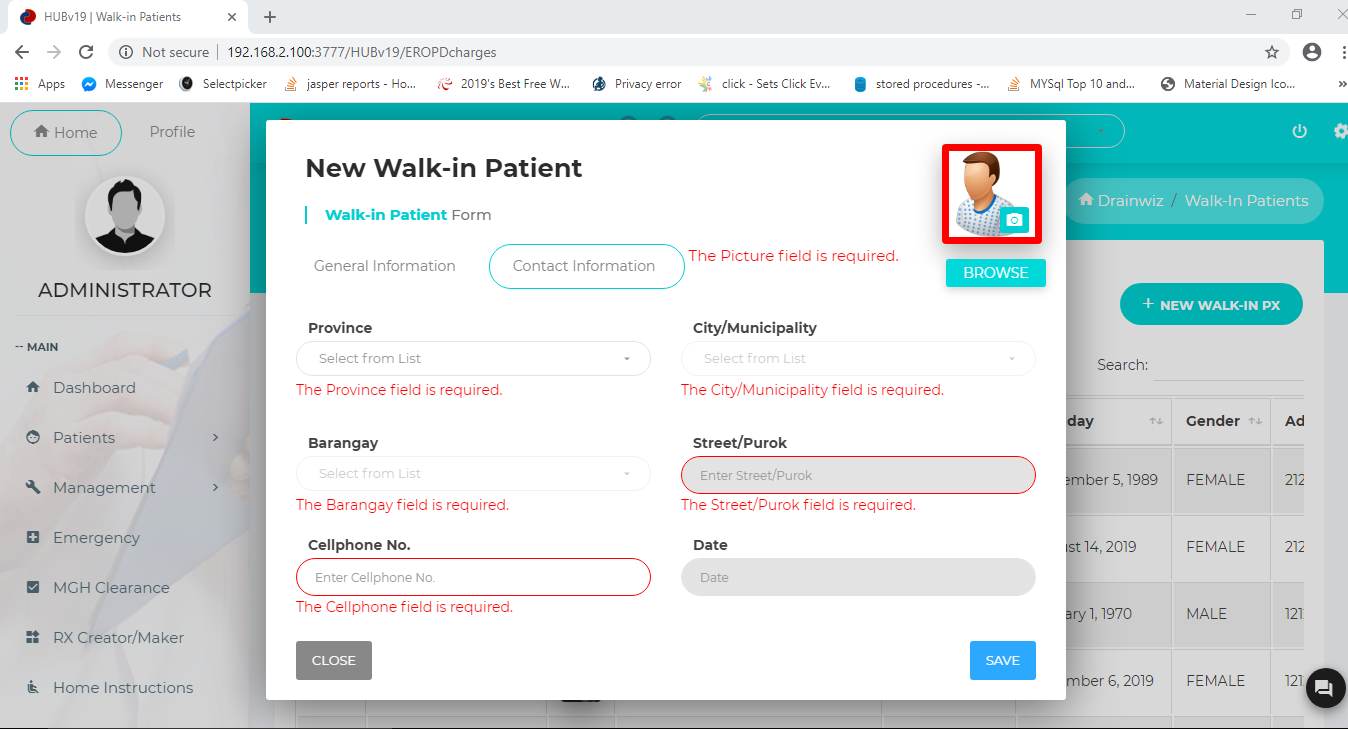 HUBv19 | Walk-in Patients
Not secure | 192.168.2.100:3777/HUBv19/EROPDcharges
Apps Messenger Selectpicker jasper reports - Ho... 2019's Best Free W... Privacy error click - Sets Click Ev... stored procedures -... MYSql Top 10 and... Material Design Ico... »
Home Profile
ADMINISTRATOR
-- MAIN
Dashboard
Patients
Management
Emergency
MGH Clearance
RX Creator/Maker
Home Instructions
New Walk-in Patient
Walk-in Patient Form
General Information Contact Information The Picture field is required.
BROWSE
Province City/Municipality
Select from List Select from List
The Province field is required. The City/Municipality field is required.
Barangay Street/Purok
Select from List Enter Street/Purok
The Barangay field is required. The Street/Purok field is required.
Cellphone No. Date
Enter Cellphone No. Date
The Cellphone field is required.
CLOSE SAVE
Drainwiz / Walk-In Patients
+ NEW WALK-IN PX
Search:
day Gender Ad
ember 5, 1989 FEMALE 212
ust 14, 2019 FEMALE 212
ary 1, 1970 MALE 1212
mber 6, 2019 FEMALE 121